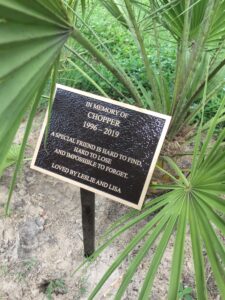 IN MEMORY OF
CHOPPER
1996 - 2019
A SPECIAL FRIEND IS HARD TO FIND,
HARD TO LOSE
AND IMPOSSIBLE TO FORGET.
LOVED BY LESLIE AND LISA